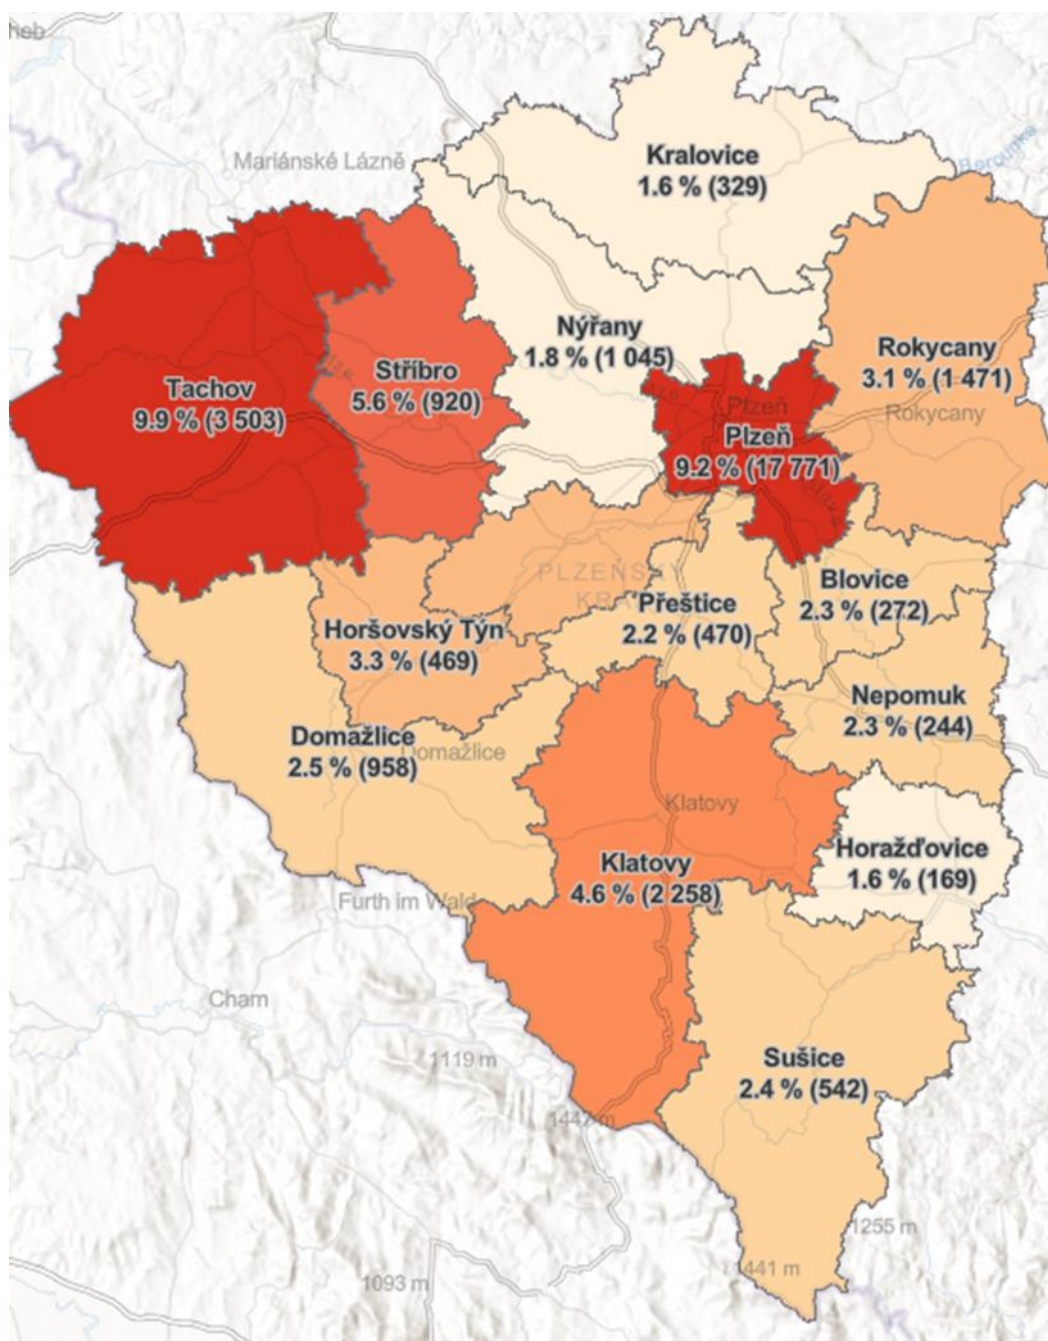 Mariánské Lázně
Berounka
Kralovice
1.6 % (329)
Nýřany
1.8 % (1 045)
Rokycany
3.1 % (1 471)
Rokycany
Tachov
9.9 % (3 503)
Stříbro
5.6 % (920)
Plzeň
Plzeň
9.2 % (17 771)
PLZEŇSKÝ
Blovice
2.3 % (272)
Přeštice
2.2 % (470)
Horšovský Týn
3.3 % (469)
Nepomuk
2.3 % (244)
Domažlice
2.5 % (958)
Domažlice
Klatovy
Klatovy
4.6 % (2 258)
Horažďovice
1.6 % (169)
Furth im Wald
Cham
1119 m
Sušice
2.4 % (542)
1447 m
1255 m
1441 m
1093 m